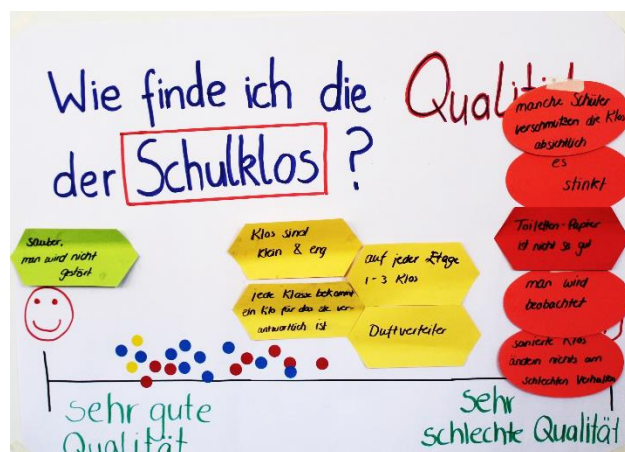 Wie finde ich die Qualität
der Schulklos ?
sauber,
man wird nicht
gestört
Klos sind
klein & eng
jede Klasse bekommt
ein Klo für das sie ver-
antwortlich ist
auf jeder Etage
1-3 Klos
Duftverteiler
manche Schüler
verschmutzen die Klos
absichtlich
es
stinkt
Toiletten-Papier
ist nicht so gut
man wird
beobachtet
sanierte Klos
ändern nichts am
schlechten Verhalten
sehr gute
Qualität
Sehr
schlechte Qualität